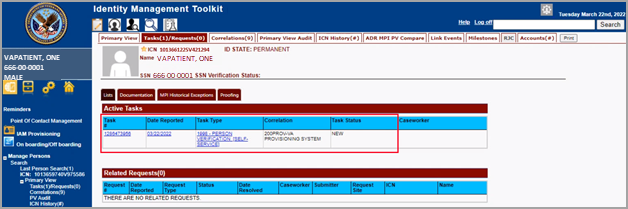 Identity Management Toolkit
Help Log off
Tuesday March 22nd, 2022
Search
Primary View Tasks(1)/Requests(0) Correlations(9) Primary View Audit ICN History(#) ADR MPI PV Compare Link Events Milestones RJC Accounts(#) Print
VAPATIENT, ONE
666-00-0001
MALE
ICN 1013661225V421294 ID STATE: PERMANENT
Name VAPATIENT, ONE
SSN 666-00-0001 SSN Verification Status:
Lists Documentation MPI Historical Exceptions Proofing
Reminders
Point Of Contact Management
IAM Provisioning
On boarding/Off boarding
Manage Persons
Search
Last Person Search(1)
ICN: 1013659740V975586
Primary View
Tasks(1)/Requests(0)
Correlations(9)
PV Audit
ICN History(#)
Active Tasks
Task # Date Reported Task Type Correlation Task Status Caseworker
1286473956 03/22/2022 1998 - PERSON VERIFICATION (SELF-SERVICE) 200PROV-UA PROVISIONING SYSTEM NEW
Related Requests(0)
Request # Date Reported Request Type Status Date Resolved Caseworker Submitter Request Site ICN Name
THERE ARE NO RELATED REQUESTS.